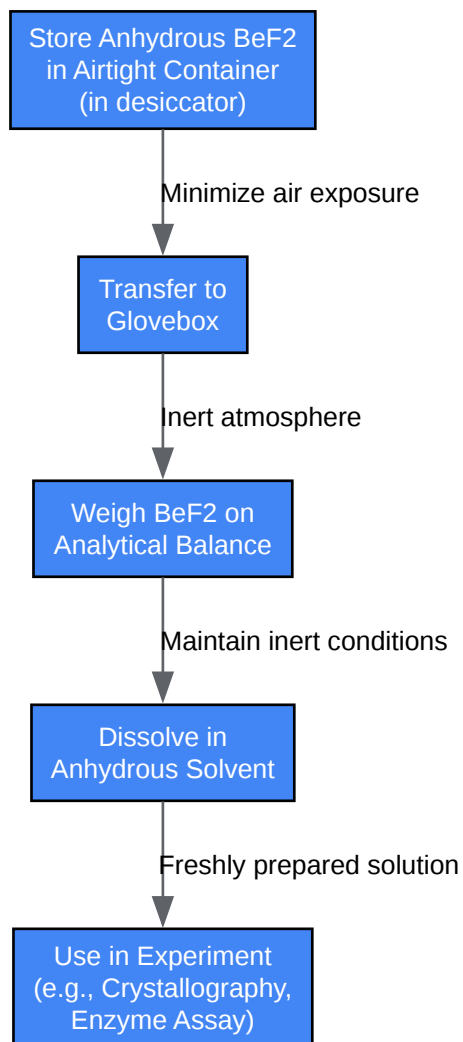 Store Anhydrous BeF2
in Airtight Container
(in desiccator)
Minimize air exposure
Transfer to
Glovebox
Inert atmosphere
Weigh BeF2 on
Analytical Balance
Maintain inert conditions
Dissolve in
Anhydrous Solvent
Freshly prepared solution
Use in Experiment
(e.g., Crystallography,
Enzyme Assay)